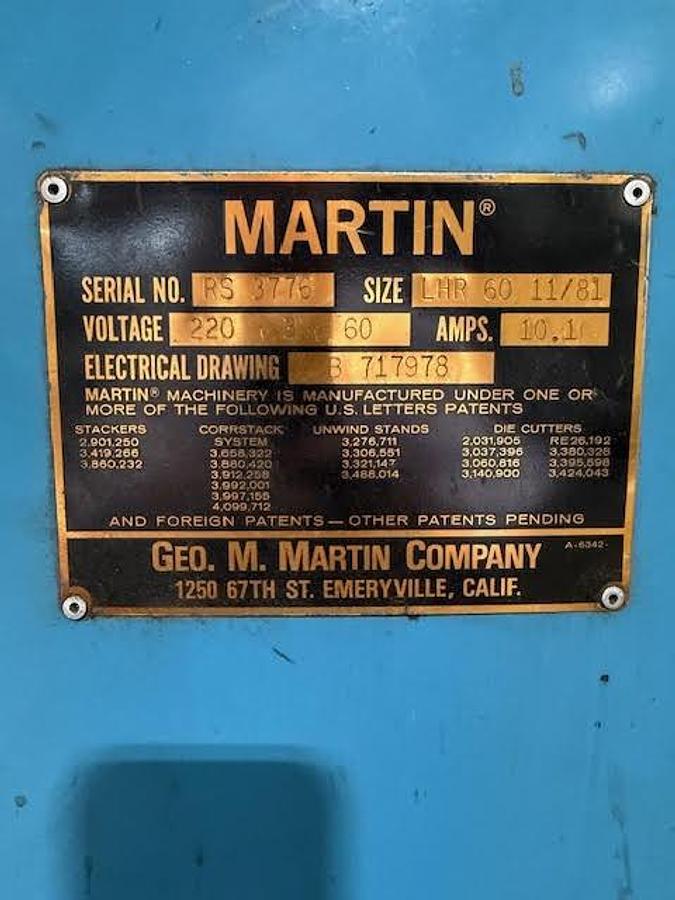 MARTIN®
SERIAL NO. RS 3776 SIZE LHR 60 11/81
VOLTAGE 220 3 60 AMPS. 10.1
ELECTRICAL DRAWING B 717978
MARTIN® MACHINERY IS MANUFACTURED UNDER ONE OR
MORE OF THE FOLLOWING U.S. LETTERS PATENTS
STACKERS CORRSTACK UNWIND STANDS DIE CUTTERS
2,901,250 SYSTEM 3,276,711 2,031,905 RE26,192
3,419,266 3,658,322 3,306,551 3,037,396 3,380,328
3,860,232 3,880,420 3,321,147 3,060,816 3,395,598
3,912,258 3,488,014 3,140,900 3,424,043
3,992,001
3,997,155
4,099,712
AND FOREIGN PATENTS — OTHER PATENTS PENDING
GEO. M. MARTIN COMPANY A-6342-
1250 67TH ST. EMERYVILLE, CALIF.